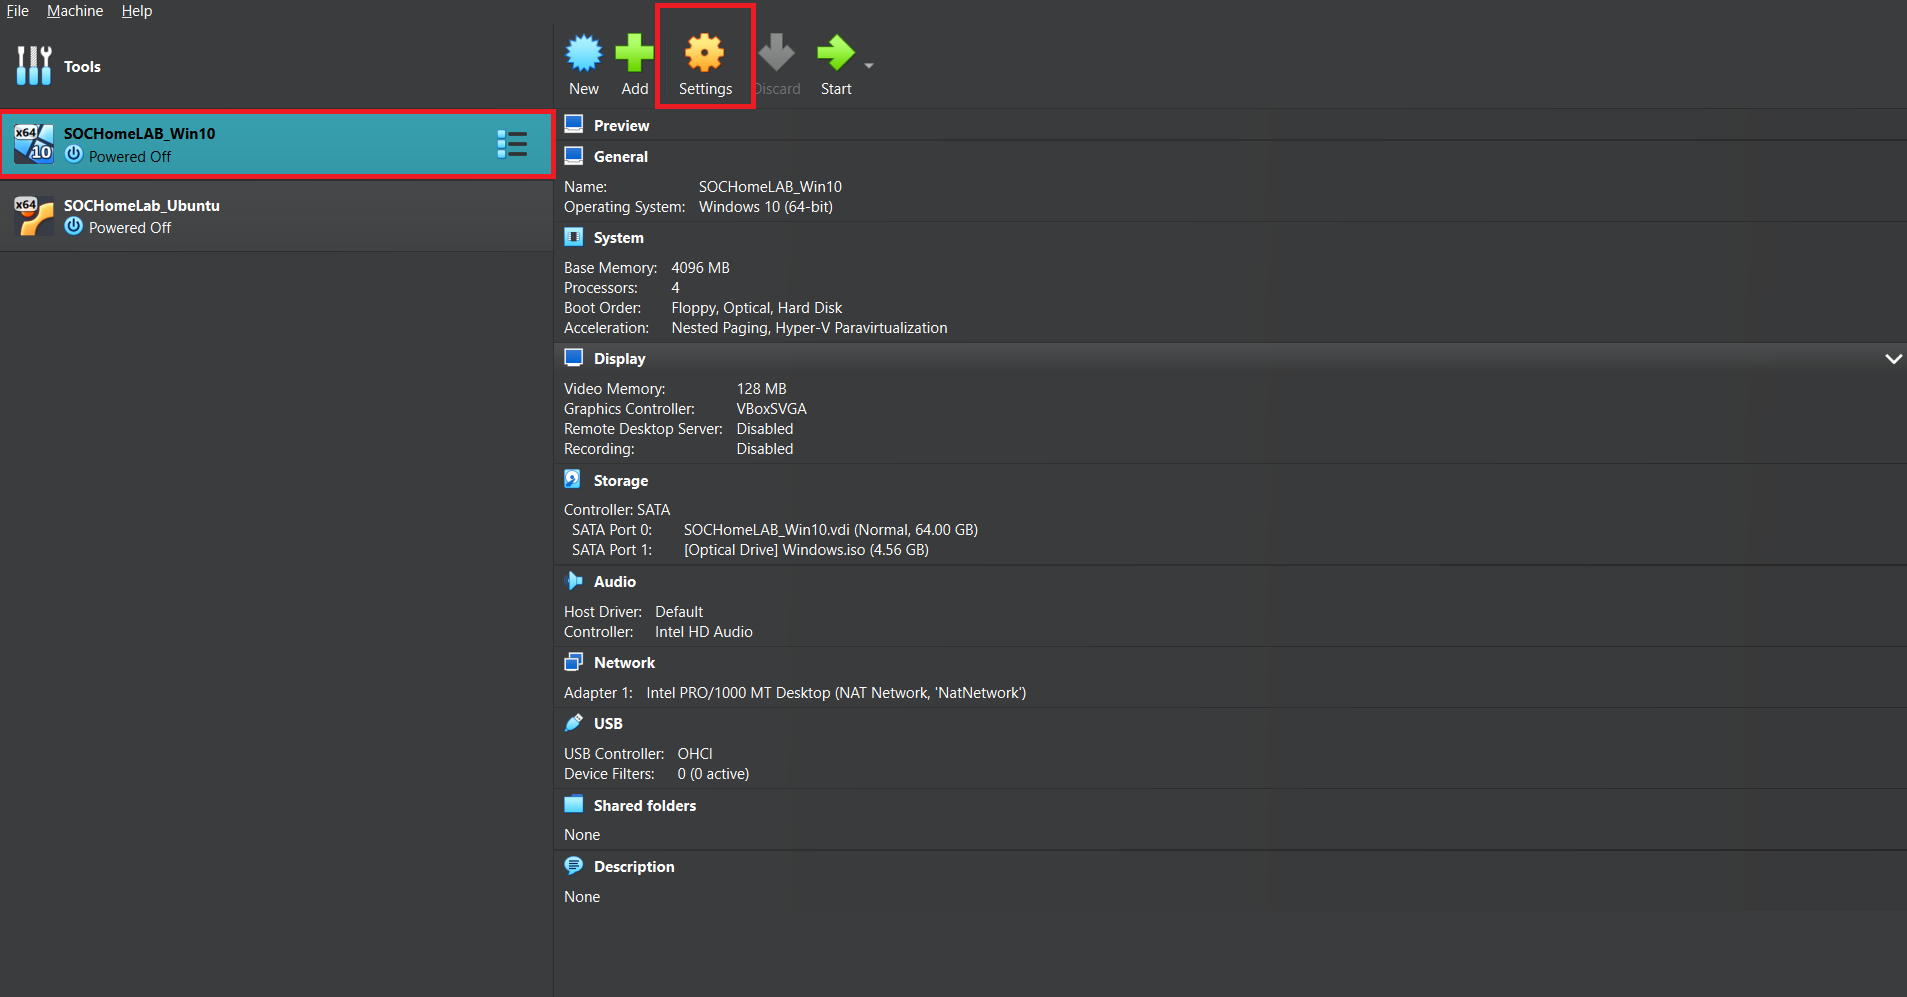 File Machine Help
Tools
New Add Settings Discard Start
x64 10 SOCHomeLAB_Win10
Powered Off
x64 SOCHomeLab_Ubuntu
Powered Off
Preview
General
Name: SOCHomeLAB_Win10
Operating System: Windows 10 (64-bit)
System
Base Memory: 4096 MB
Processors: 4
Boot Order: Floppy, Optical, Hard Disk
Acceleration: Nested Paging, Hyper-V Paravirtualization
Display
Video Memory: 128 MB
Graphics Controller: VBoxSVGA
Remote Desktop Server: Disabled
Recording: Disabled
Storage
Controller: SATA
SATA Port 0: SOCHomeLAB_Win10.vdi (Normal, 64.00 GB)
SATA Port 1: [Optical Drive] Windows.iso (4.56 GB)
Audio
Host Driver: Default
Controller: Intel HD Audio
Network
Adapter 1: Intel PRO/1000 MT Desktop (NAT Network, 'NatNetwork')
USB
USB Controller: OHCI
Device Filters: 0 (0 active)
Shared folders
None
Description
None